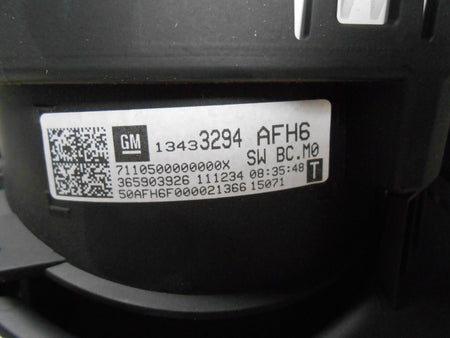 GM 13433294 AFH6
SW BC.M0
7110500000000X
365903926 111234 08:35:48 T
50AFH6F000021366 15071